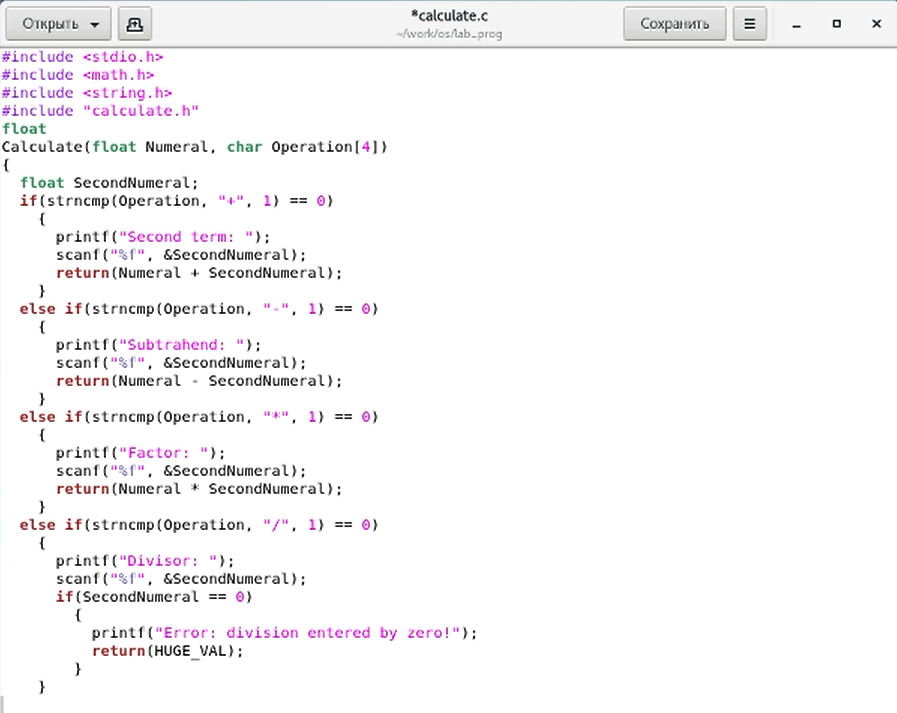 Открыть
*calculate.c
~/work/os/lab_prog
Сохранить
#include <stdio.h>
#include <math.h>
#include <string.h>
#include "calculate.h"
float
Calculate(float Numeral, char Operation[4])
{
  float SecondNumeral;
  if(strncmp(Operation, "+", 1) == 0)
    {
      printf("Second term: ");
      scanf("%f", &SecondNumeral);
      return(Numeral + SecondNumeral);
    }
  else if(strncmp(Operation, "-", 1) == 0)
    {
      printf("Subtrahend: ");
      scanf("%f", &SecondNumeral);
      return(Numeral - SecondNumeral);
    }
  else if(strncmp(Operation, "*", 1) == 0)
    {
      printf("Factor: ");
      scanf("%f", &SecondNumeral);
      return(Numeral * SecondNumeral);
    }
  else if(strncmp(Operation, "/", 1) == 0)
    {
      printf("Divisor: ");
      scanf("%f", &SecondNumeral);
      if(SecondNumeral == 0)
        {
          printf("Error: division entered by zero!");
          return(HUGE_VAL);
        }
    }